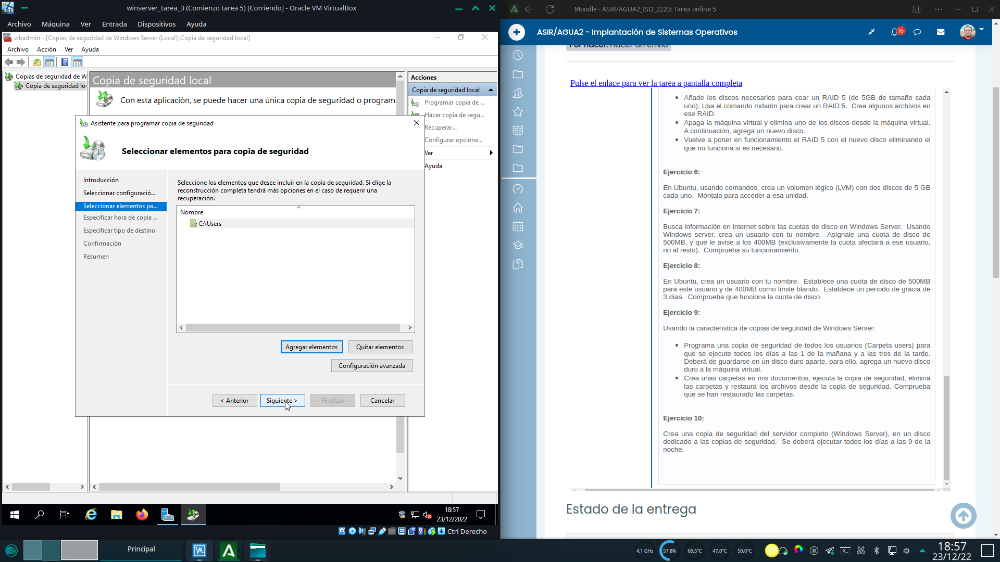 winserver_tarea_3 (Comienzo tarea 5) [Corriendo] - Oracle VM VirtualBox
Archivo Máquina Ver Entrada Dispositivos Ayuda
wbadmin - [Copias de seguridad de Windows Server (Local)\Copia de seguridad local]
Archivo Acción Ver Ayuda
Copias de seguridad de W
Copia de seguridad lo
Copia de seguridad local
Con esta aplicación, se puede hacer una única copia de seguridad o program
Acciones
Copia de seguridad local
Programar copia de ...
Hacer copia de segu...
Recuperar...
Configurar opcione...
Ver
Ayuda
Asistente para programar copia de seguridad
Seleccionar elementos para copia de seguridad
Introducción
Seleccionar configuració...
Seleccionar elementos pa...
Especificar hora de copia ...
Especificar tipo de destino
Confirmación
Resumen
Seleccione los elementos que desee incluir en la copia de seguridad. Si elige la
reconstrucción completa tendrá más opciones en el caso de requerir una
recuperación.
Nombre
C:\Users
Agregar elementos Quitar elementos
Configuración avanzada
< Anterior Siguiente > Finalizar Cancelar
18:57
23/12/2022
Ctrl Derecho
Moodle - ASIR/AGUA2_ISO_2223: Tarea online 5
ASIR/AGUA2 - Implantación de Sistemas Operativos
16
Por hacer: Hacer un envío
Pulse el enlace para ver la tarea a pantalla completa
• Añade los discos necesarios para cear un RAID 5 (de 5GB de tamaño cada
uno). Usa el comando mdadm para crear un RAID 5. Crea algunos archivos en
ese RAID.
• Apaga la máquina virtual y elimina uno de los discos desde la máquina virtual.
A continuación, agrega un nuevo disco.
• Vuelve a poner en funcionamiento el RAID 5 con el nuevo disco eliminando el
que no funciona si es necesario.
Ejercicio 6:
En Ubuntu, usando comandos, crea un volumen lógico (LVM) con dos discos de 5 GB
cada uno. Móntala para acceder a esa unidad.
Ejercicio 7:
Busca información en internet sobre las cuotas de disco en Windows Server. Usando
Windows server, crea un usuario con tu nombre. Asígnale una cuota de disco de
500MB, y que le avise a los 400MB (exclusivamente la cuota afectará a ese usuario,
no al resto). Comprueba su funcionamiento.
Ejercicio 8:
En Ubuntu, crea un usuario con tu nombre. Establece una cuota de disco de 500MB
para este usuario y de 400MB como límite blando. Establece un período de gracia de
3 días. Comprueba que funciona la cuota de disco.
Ejercicio 9:
Usando la característica de copias de seguridad de Windows Server:
• Programa una copia de seguridad de todos los usuarios (Carpeta users) para
que se ejecute todos los días a las 1 de la mañana y a las tres de la tarde.
Deberá de guardarse en un disco duro aparte, para ello, agrega un nuevo disco
duro a la máquina virtual.
• Crea unas carpetas en mis documentos, ejecuta la copia de seguridad, elimina
las carpetas y restaura los archivos desde la copia de seguridad. Comprueba
que se han restaurado las carpetas.
Ejercicio 10:
Crea una copia de seguridad del servidor completo (Windows Server), en un disco
dedicado a las copias de seguridad. Se deberá ejecutar todos los días a las 9 de la
noche.
Estado de la entrega
Principal
4,1 GHz 57,8% 68,5°C 47,0°C 50,0°C
18:57
23/12/22